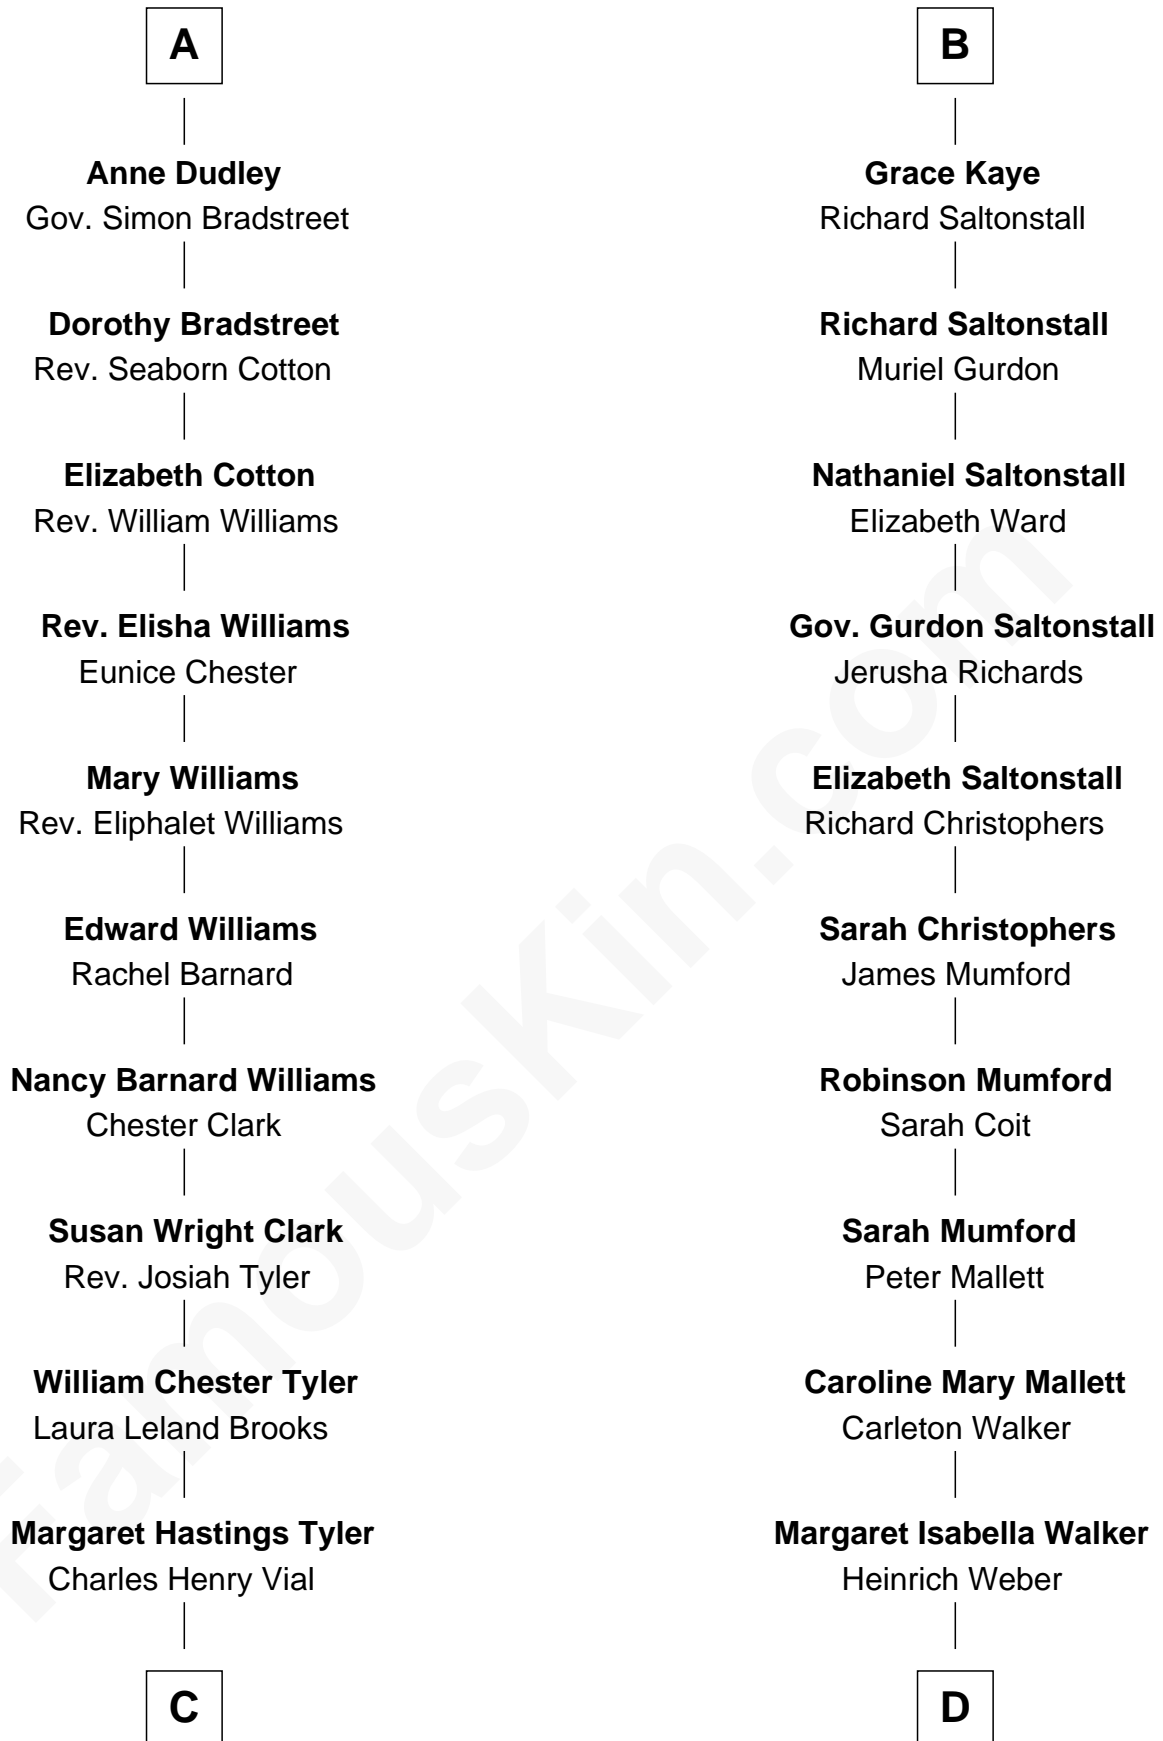 A
Anne Dudley
Gov. Simon Bradstreet
Dorothy Bradstreet
Rev. Seaborn Cotton
Elizabeth Cotton
Rev. William Williams
Rev. Elisha Williams
Eunice Chester
Mary Williams
Rev. Eliphalet Williams
Edward Williams
Rachel Barnard
Nancy Barnard Williams
Chester Clark
Susan Wright Clark
Rev. Josiah Tyler
William Chester Tyler
Laura Leland Brooks
Margaret Hastings Tyler
Charles Henry Vial
C
B
Grace Kaye
Richard Saltonstall
Richard Saltonstall
Muriel Gurdon
Nathaniel Saltonstall
Elizabeth Ward
Gov. Gurdon Saltonstall
Jerusha Richards
Elizabeth Saltonstall
Richard Christophers
Sarah Christophers
James Mumford
Robinson Mumford
Sarah Coit
Sarah Mumford
Peter Mallett
Caroline Mary Mallett
Carleton Walker
Margaret Isabella Walker
Heinrich Weber
D
FamousKin.com